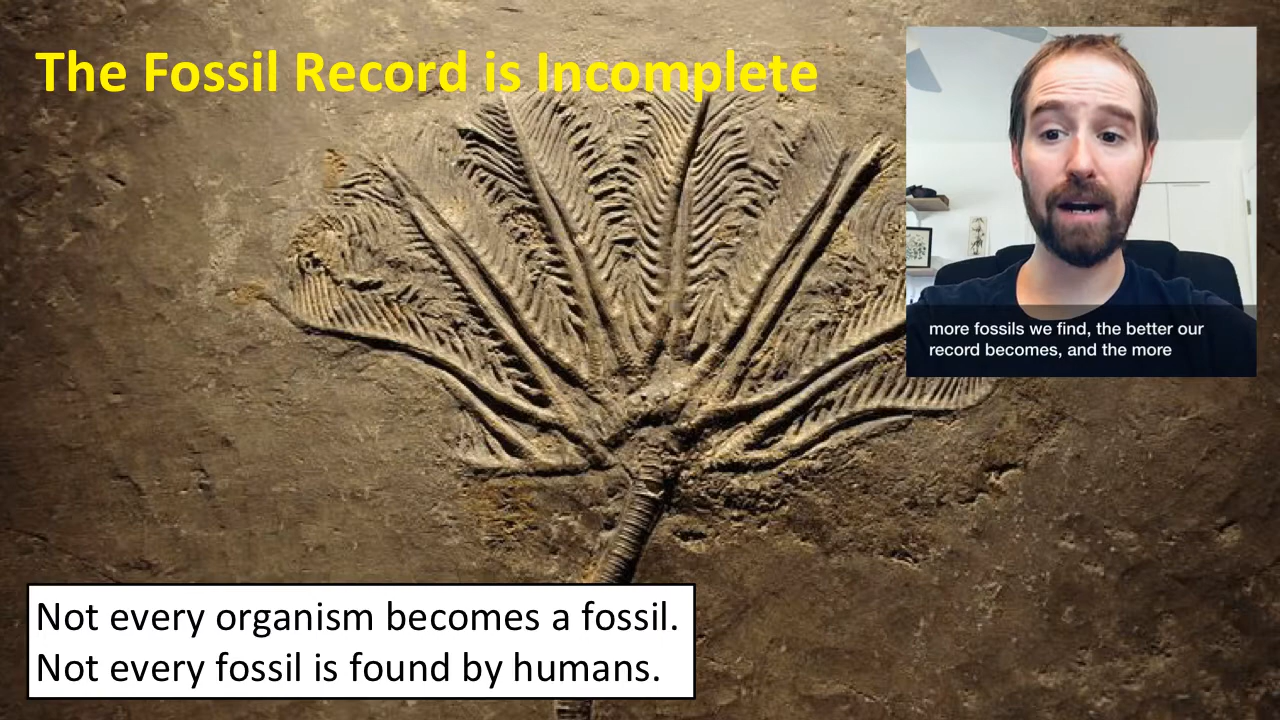 The Fossil Record is Incomplete
more fossils we find, the better our
record becomes, and the more
Not every organism becomes a fossil.
Not every fossil is found by humans.